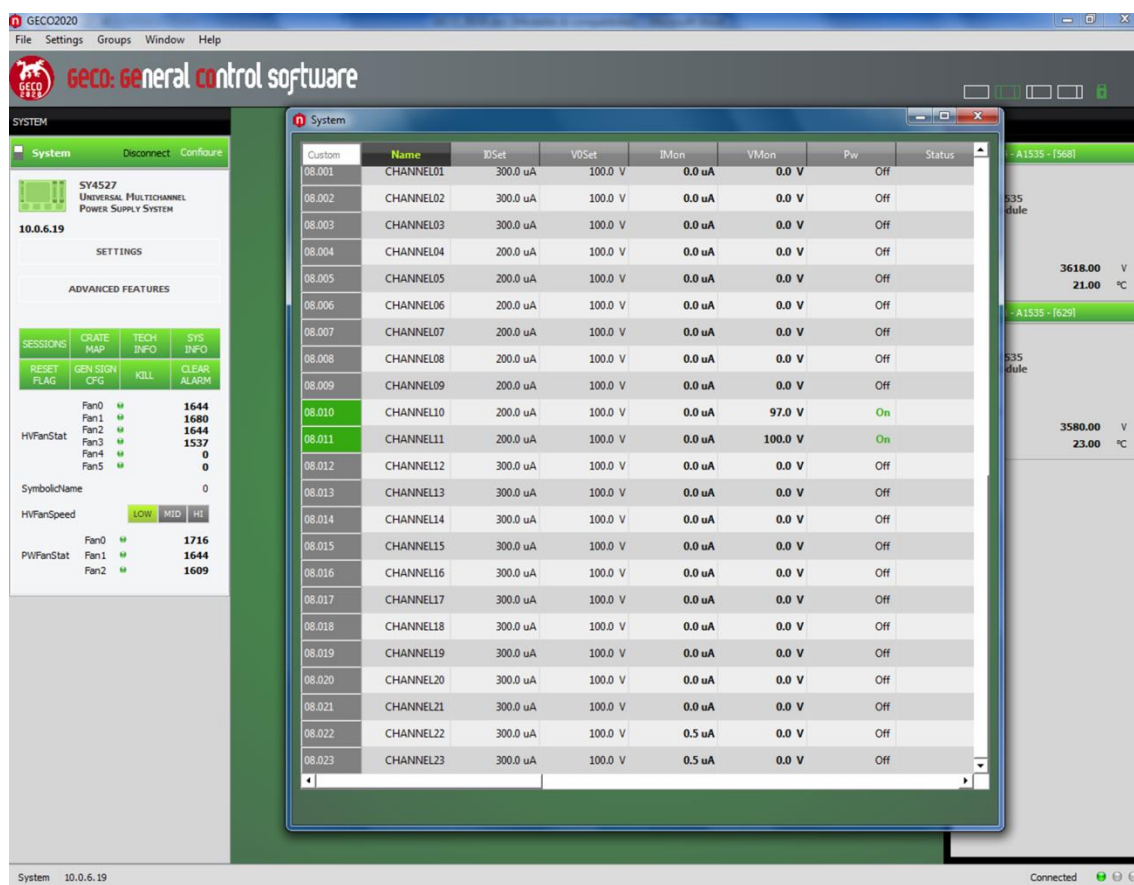 GECO2020
File Settings Groups Window Help
GECO 2020
geco: general control software
SYSTEM
System Disconnect Configure
SY4527
Universal Multichannel
Power Supply System
10.0.6.19
SETTINGS
ADVANCED FEATURES
SESSIONS CRATE MAP TECH INFO SYS INFO
RESET FLAG GEN SIGN CFG KILL CLEAR ALARM
HVFanStat
Fan0 1644
Fan1 1680
Fan2 1644
Fan3 1537
Fan4 0
Fan5 0
SymbolicName 0
HVFanSpeed LOW MID HI
PWFanStat
Fan0 1716
Fan1 1644
Fan2 1609
System
Custom Name I0Set V0Set IMon VMon Pw Status
08.001 CHANNEL01 300.0 uA 100.0 V 0.0 uA 0.0 V Off
08.002 CHANNEL02 300.0 uA 100.0 V 0.0 uA 0.0 V Off
08.003 CHANNEL03 300.0 uA 100.0 V 0.0 uA 0.0 V Off
08.004 CHANNEL04 200.0 uA 100.0 V 0.0 uA 0.0 V Off
08.005 CHANNEL05 200.0 uA 100.0 V 0.0 uA 0.0 V Off
08.006 CHANNEL06 200.0 uA 100.0 V 0.0 uA 0.0 V Off
08.007 CHANNEL07 200.0 uA 100.0 V 0.0 uA 0.0 V Off
08.008 CHANNEL08 200.0 uA 100.0 V 0.0 uA 0.0 V Off
08.009 CHANNEL09 200.0 uA 100.0 V 0.0 uA 0.0 V Off
08.010 CHANNEL10 200.0 uA 100.0 V 0.0 uA 97.0 V On
08.011 CHANNEL11 200.0 uA 100.0 V 0.0 uA 100.0 V On
08.012 CHANNEL12 300.0 uA 100.0 V 0.0 uA 0.0 V Off
08.013 CHANNEL13 300.0 uA 100.0 V 0.0 uA 0.0 V Off
08.014 CHANNEL14 300.0 uA 100.0 V 0.0 uA 0.0 V Off
08.015 CHANNEL15 300.0 uA 100.0 V 0.0 uA 0.0 V Off
08.016 CHANNEL16 300.0 uA 100.0 V 0.0 uA 0.0 V Off
08.017 CHANNEL17 300.0 uA 100.0 V 0.0 uA 0.0 V Off
08.018 CHANNEL18 300.0 uA 100.0 V 0.0 uA 0.0 V Off
08.019 CHANNEL19 300.0 uA 100.0 V 0.0 uA 0.0 V Off
08.020 CHANNEL20 300.0 uA 100.0 V 0.0 uA 0.0 V Off
08.021 CHANNEL21 300.0 uA 100.0 V 0.0 uA 0.0 V Off
08.022 CHANNEL22 300.0 uA 100.0 V 0.5 uA 0.0 V Off
08.023 CHANNEL23 300.0 uA 100.0 V 0.5 uA 0.0 V Off
- A1535 - [568]
535
dule
3618.00 V
21.00 ºC
- A1535 - [629]
535
dule
3580.00 V
23.00 ºC
System 10.0.6.19
Connected